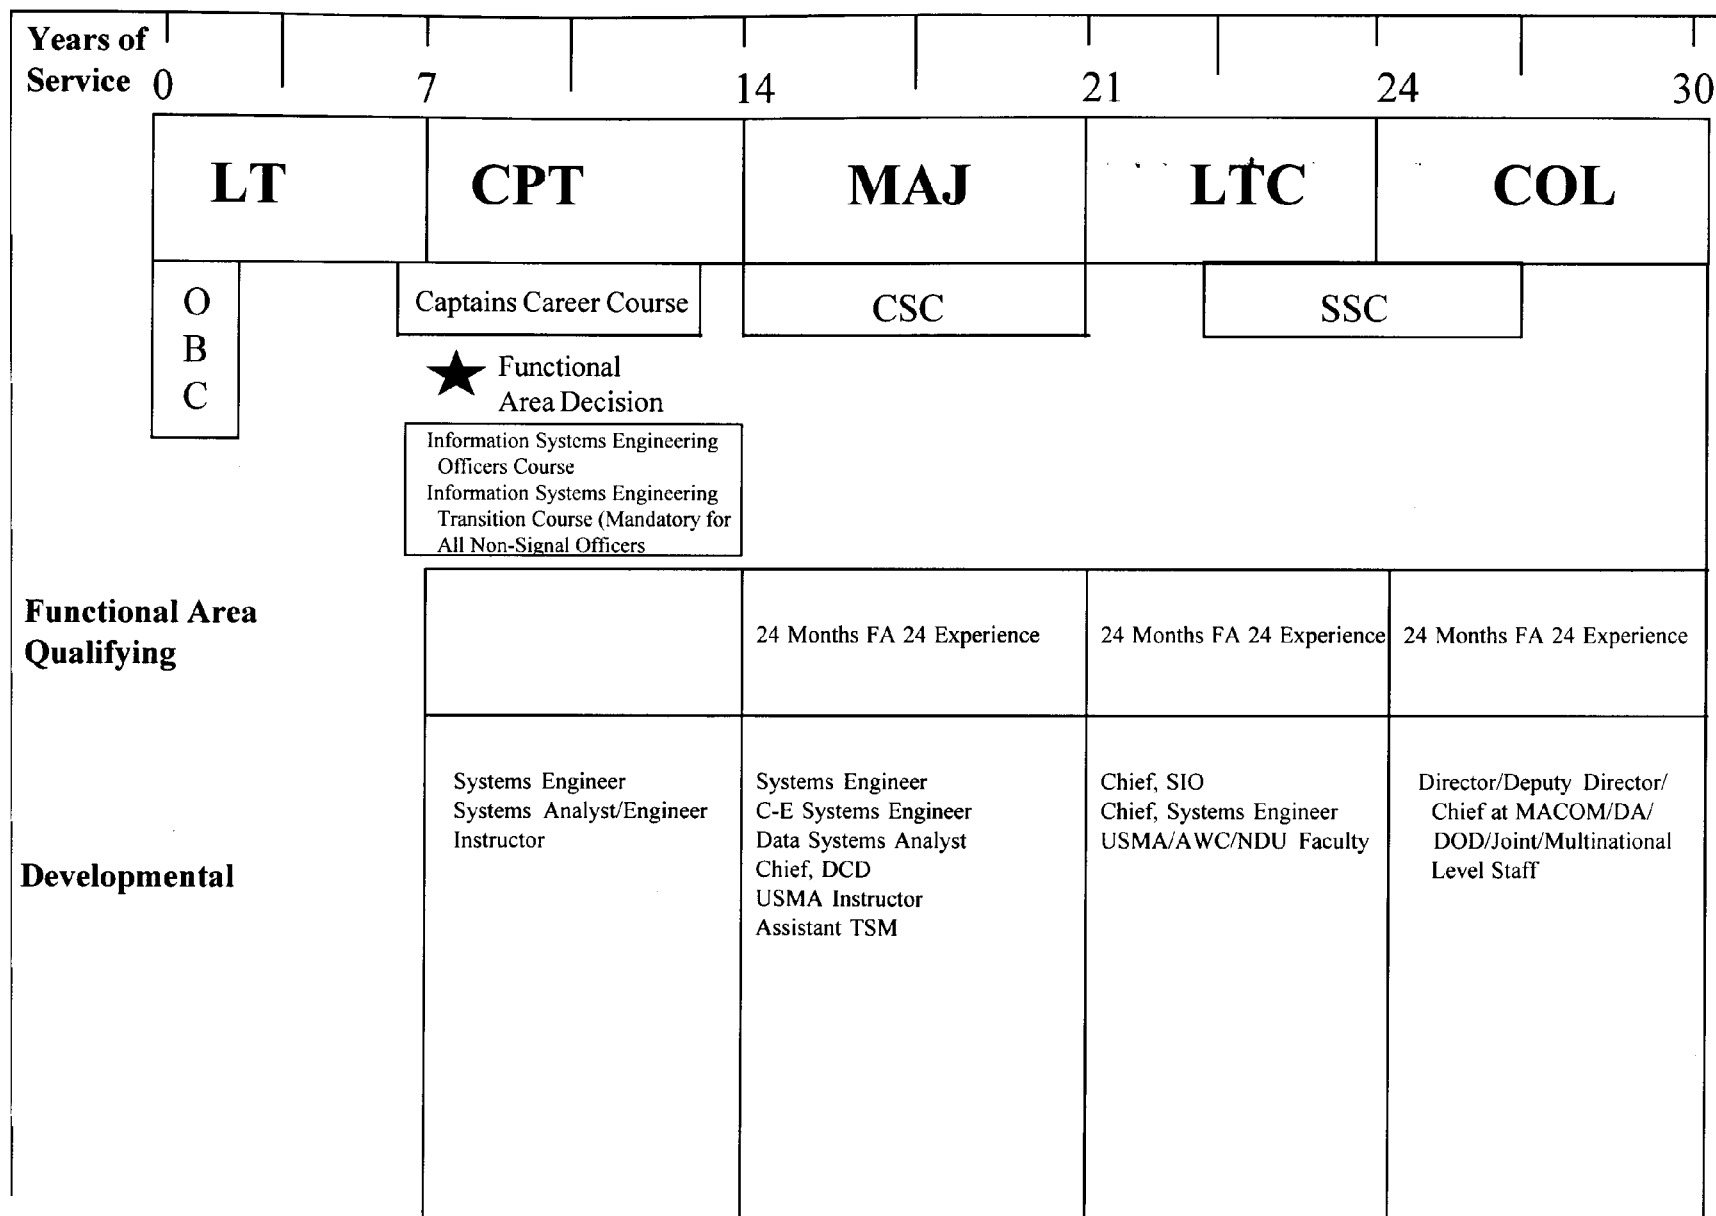 Years of
Service 0 7 14 21 24 30
LT CPT MAJ LTC COL
O
B
C
Captains Career Course
CSC
SSC
Functional
Area Decision
Information Systems Engineering
Officers Course
Information Systems Engineering
Transition Course (Mandatory for
All Non-Signal Officers
Functional Area
Qualifying
24 Months FA 24 Experience
24 Months FA 24 Experience
24 Months FA 24 Experience
Developmental
Systems Engineer
Systems Analyst/Engineer
Instructor
Systems Engineer
C-E Systems Engineer
Data Systems Analyst
Chief, DCD
USMA Instructor
Assistant TSM
Chief, SIO
Chief, Systems Engineer
USMA/AWC/NDU Faculty
Director/Deputy Director/
Chief at MACOM/DA/
DOD/Joint/Multinational
Level Staff